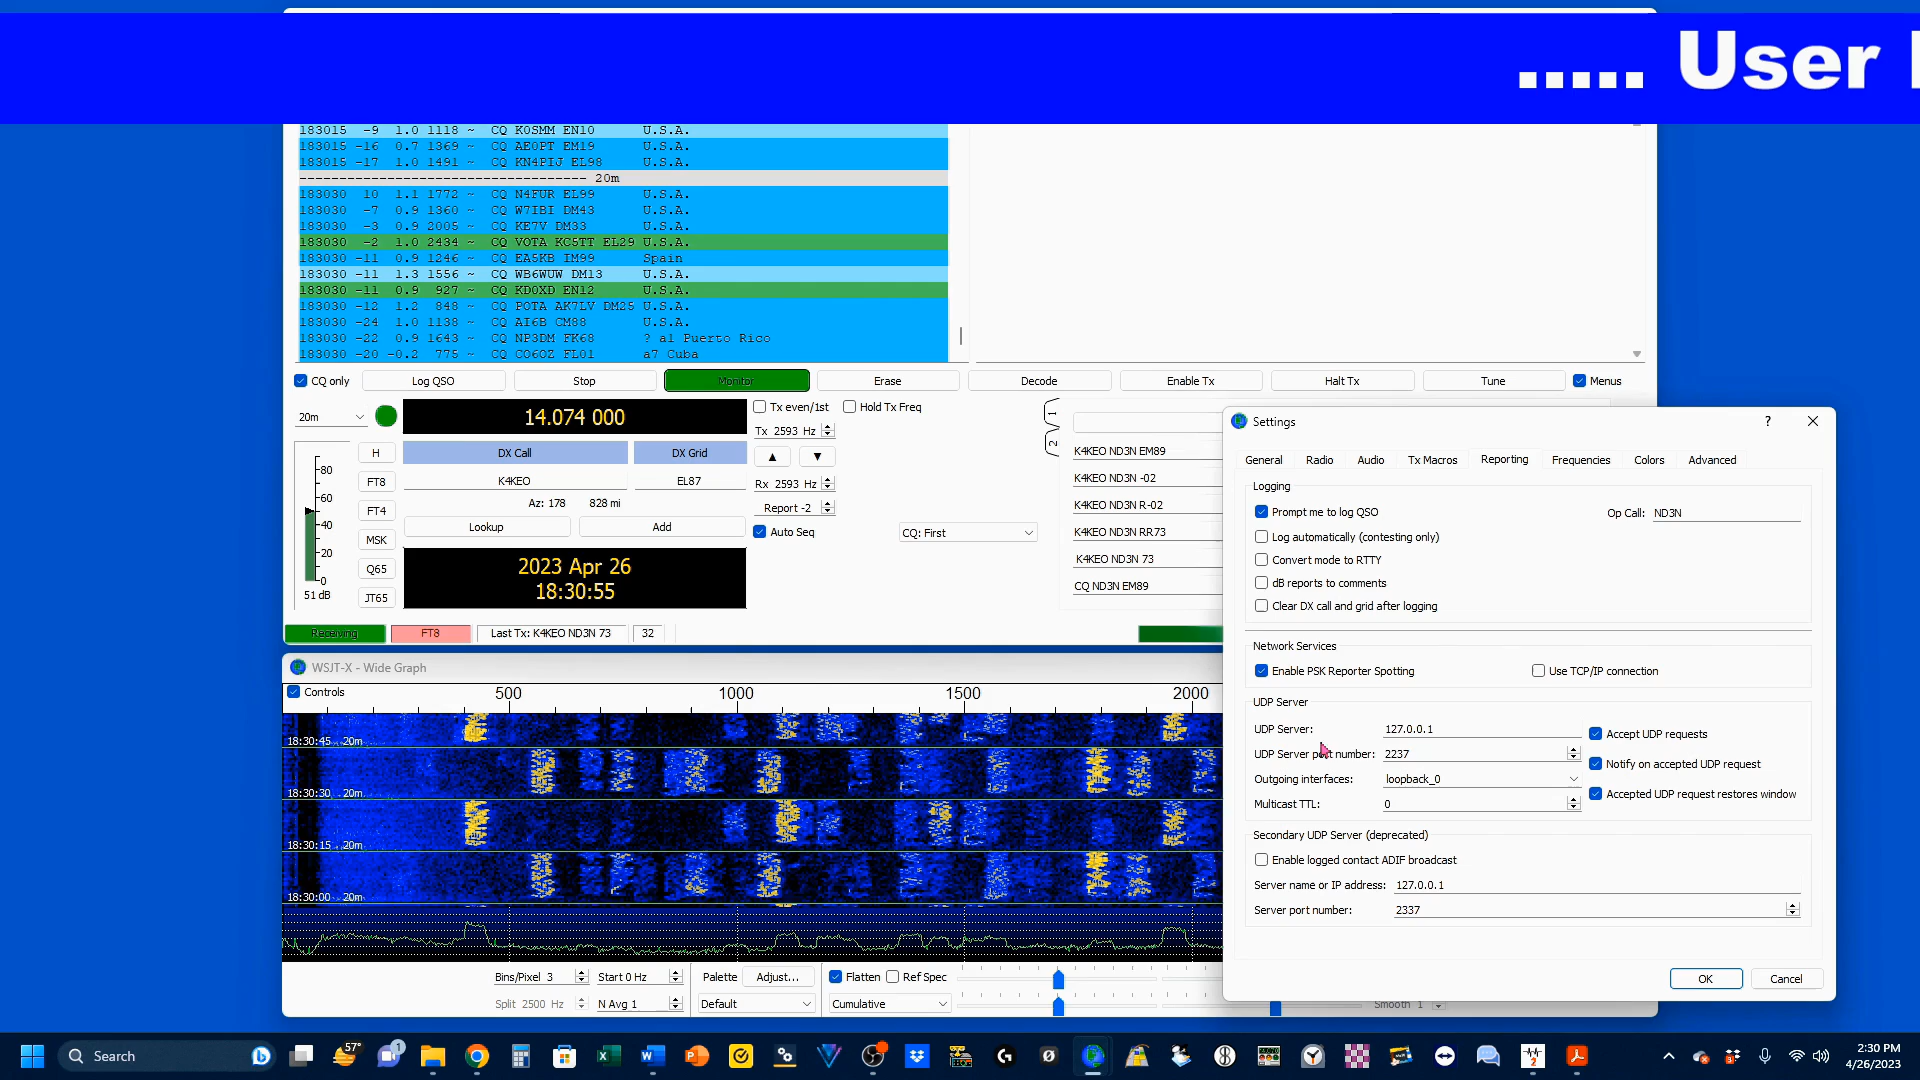 ..... User
183015 -9 1.0 1118 ~ CQ K0SMM EN10 U.S.A.
183015 -16 0.7 1369 ~ CQ AE0PT EM19 U.S.A.
183015 -17 1.0 1491 ~ CQ KN4PIJ EL98 U.S.A.
------------------------------------ 20m
183030 10 1.1 1772 ~ CQ N4FUR EL99 U.S.A.
183030 -7 0.9 1360 ~ CQ W7IBI DM43 U.S.A.
183030 -3 0.9 2005 ~ CQ KE7V DM33 U.S.A.
183030 -2 1.0 2434 ~ CQ VOTA KC5TT EL29 U.S.A.
183030 -11 0.9 1246 ~ CQ EA5KB IM99 Spain
183030 -11 1.3 1556 ~ CQ WB6WUW DM13 U.S.A.
183030 -11 0.9 927 ~ CQ KD0XD EN12 U.S.A.
183030 -12 1.2 848 ~ CQ POTA AK7LV DM25 U.S.A.
183030 -24 1.0 1138 ~ CQ AI6B CM88 U.S.A.
183030 -22 0.9 1643 ~ CQ NP3DM FK68 ? a1 Puerto Rico
183030 -20 -0.2 775 ~ CQ CO6OZ FL01 a7 Cuba
CQ only Log QSO Stop Monitor Erase Decode Enable Tx Halt Tx Tune Menus
20m 14.074 000 Tx even/1st Hold Tx Freq
Tx 2593 Hz
H DX Call DX Grid
FT8 K4KEO EL87 Rx 2593 Hz
FT4 Az: 178 828 mi Report -2
MSK Lookup Add Auto Seq CQ: First
Q65 2023 Apr 26
JT65 18:30:55
-80
-60
-40
-20
-0
51 dB
1
2
K4KEO ND3N EM89
K4KEO ND3N -02
K4KEO ND3N R-02
K4KEO ND3N RR73
K4KEO ND3N 73
CQ ND3N EM89
Receiving FT8 Last Tx: K4KEO ND3N 73 32
WSJT-X - Wide Graph
Controls 500 1000 1500 2000
18:30:45 20m
18:30:30 20m
18:30:15 20m
18:30:00 20m
Bins/Pixel 3 Start 0 Hz Palette Adjust... Flatten Ref Spec
Split 2500 Hz N Avg 1 Default Cumulative Smooth 1
Settings ?
General Radio Audio Tx Macros Reporting Frequencies Colors Advanced
Logging
Prompt me to log QSO Op Call: ND3N
Log automatically (contesting only)
Convert mode to RTTY
dB reports to comments
Clear DX call and grid after logging
Network Services
Enable PSK Reporter Spotting Use TCP/IP connection
UDP Server
UDP Server: 127.0.0.1 Accept UDP requests
UDP Server port number: 2237 Notify on accepted UDP request
Outgoing interfaces: loopback_0 Accepted UDP request restores window
Multicast TTL: 0
Secondary UDP Server (deprecated)
Enable logged contact ADIF broadcast
Server name or IP address: 127.0.0.1
Server port number: 2337
OK Cancel
Search 57° 1 2:30 PM
4/26/2023